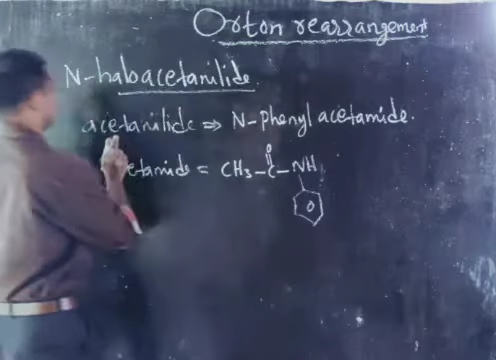 Orton rearrangement
N-haloacetanilide
acetanilide ⇒ N-phenyl acetamide.
etamide = CH3-C-NH
O